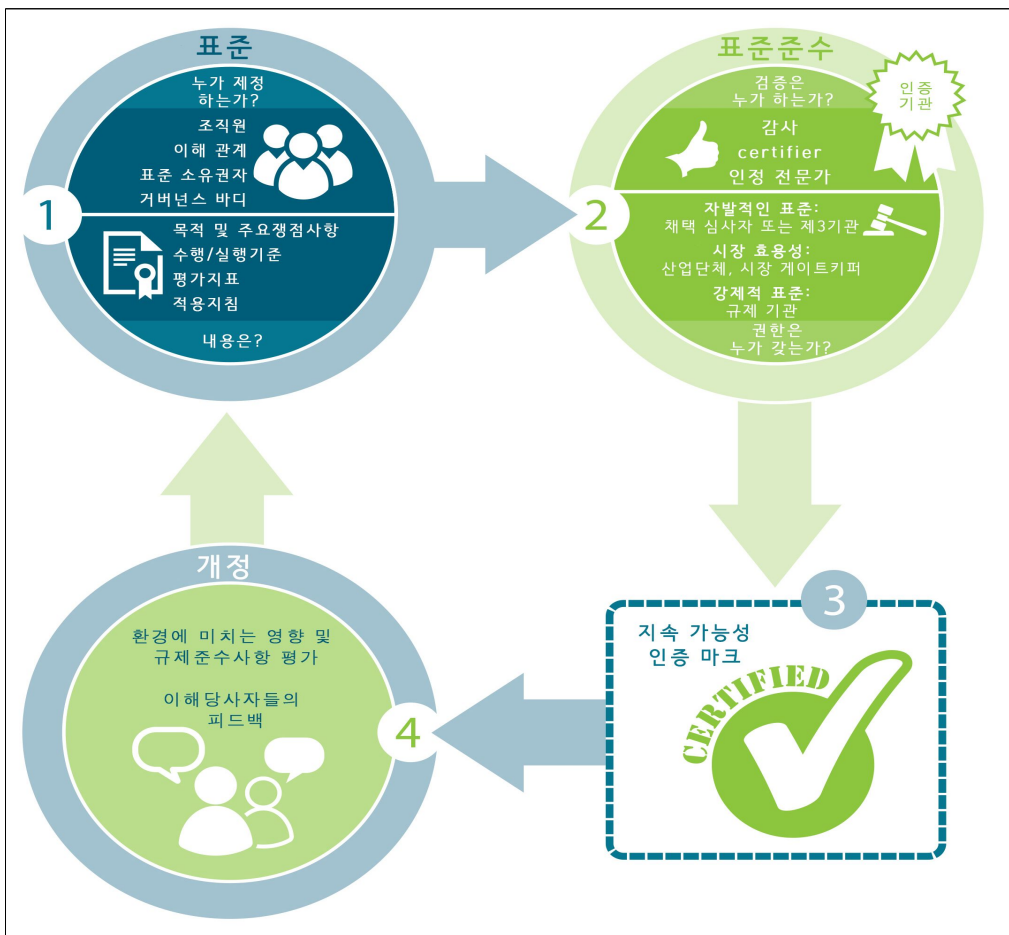 표준
누가 제정
하는가?
조직원
이해 관계
표준 소유권자
거버넌스 바디
1
목적 및 주요쟁점사항
수행/실행기준
평가지표
적용지침
내용은?
표준준수
검증은
누가 하는가?
인증
기관
감사
certifier
인정 전문가
2
자발적인 표준:
채택 심사자 또는 제3기관
시장 효용성:
산업단체, 시장 게이트키퍼
강제적 표준:
규제 기관
권한은
누가 갖는가?
3
지속 가능성
인증 마크
CERTIFIED
개정
환경에 미치는 영향 및
규제준수사항 평가
이해당사자들의
피드백
4